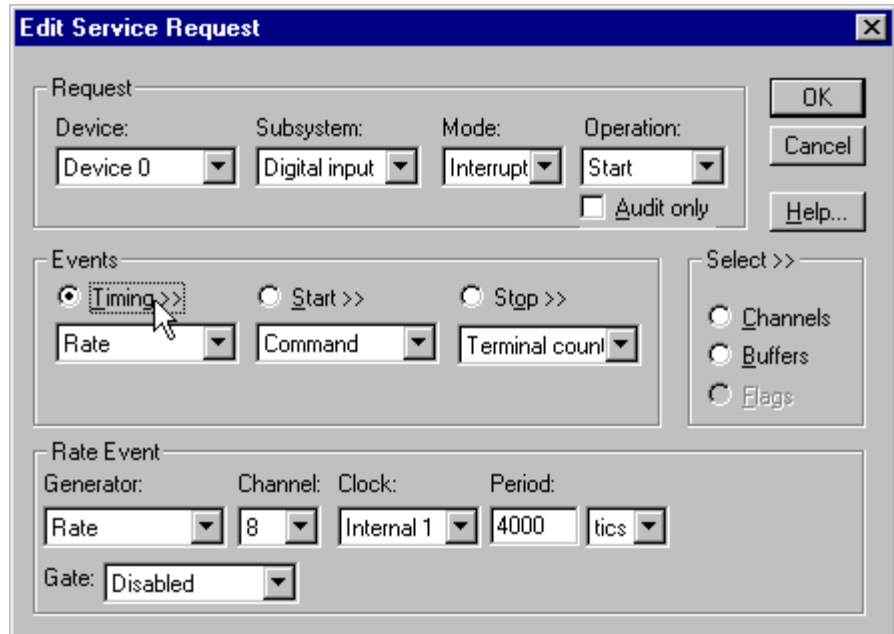 Edit Service Request
Request
OK
Device: Subsystem: Mode: Operation:
Cancel
Device 0 Digital input Interrupt Start
Audit only
Help...
Events
Select >>
Timing >> Start >> Stop >>
Channels
Rate Command Terminal count
Buffers
Flags
Rate Event
Generator: Channel: Clock: Period:
Rate 8 Internal 1 4000 tics
Gate: Disabled